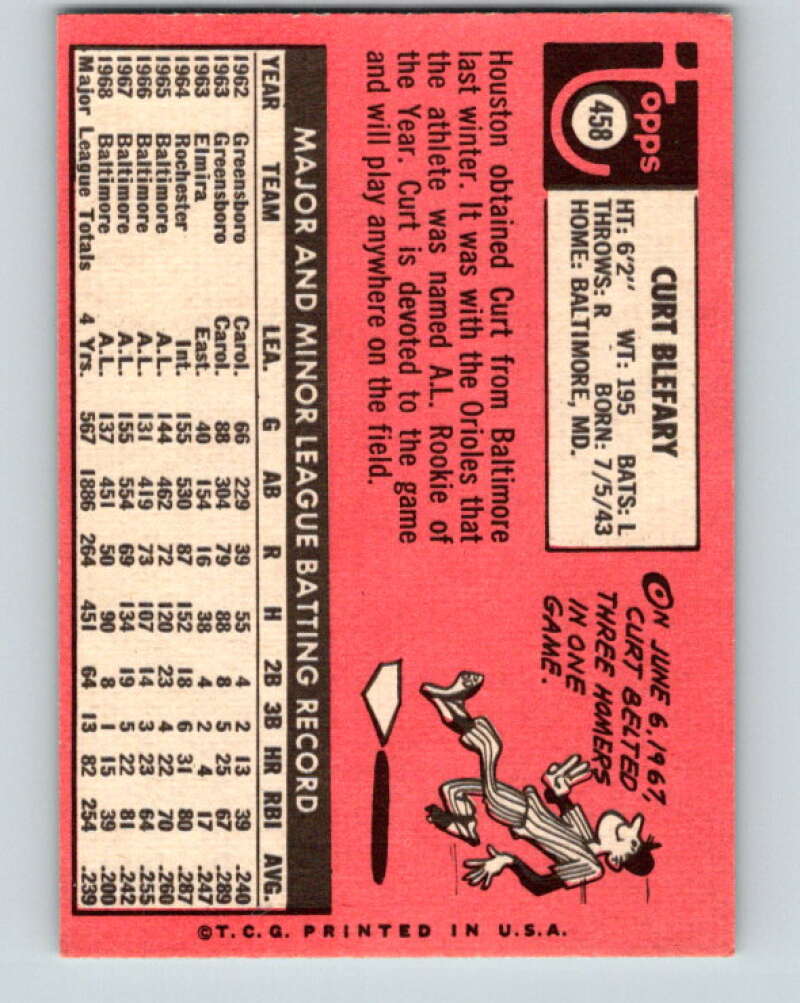 Topps
458
CURT BLEFARY
HT: 6'2" WT: 195 BATS: L
THROWS: R BORN: 7/5/43
HOME: BALTIMORE, MD.
ON JUNE 6, 1967,
CURT BELTED
THREE HOMERS
IN ONE
GAME.
Houston obtained Curt from Baltimore
last winter. It was with the Orioles that
the athlete was named A.L. Rookie of
the Year. Curt is devoted to the game
and will play anywhere on the field.
MAJOR AND MINOR LEAGUE BATTING RECORD
YEAR TEAM LEA. G AB R H 2B 3B HR RBI AVG.
1962 Greensboro Carol. 66 229 39 55 4 2 13 39 .240
1963 Greensboro Carol. 88 304 79 88 8 5 25 67 .289
1963 Elmira East. 40 154 16 38 4 2 4 17 .247
1964 Rochester Int. 155 530 87 152 18 6 31 80 .287
1965 Baltimore A.L. 144 462 72 120 23 4 22 70 .260
1966 Baltimore A.L. 131 419 73 107 14 3 23 64 .255
1967 Baltimore A.L. 155 554 69 134 19 5 22 81 .242
1968 Baltimore A.L. 137 451 50 90 8 1 15 39 .200
Major League Totals 4 Yrs. 567 1886 264 451 64 13 82 254 .239
©T.C.G. PRINTED IN U.S.A.